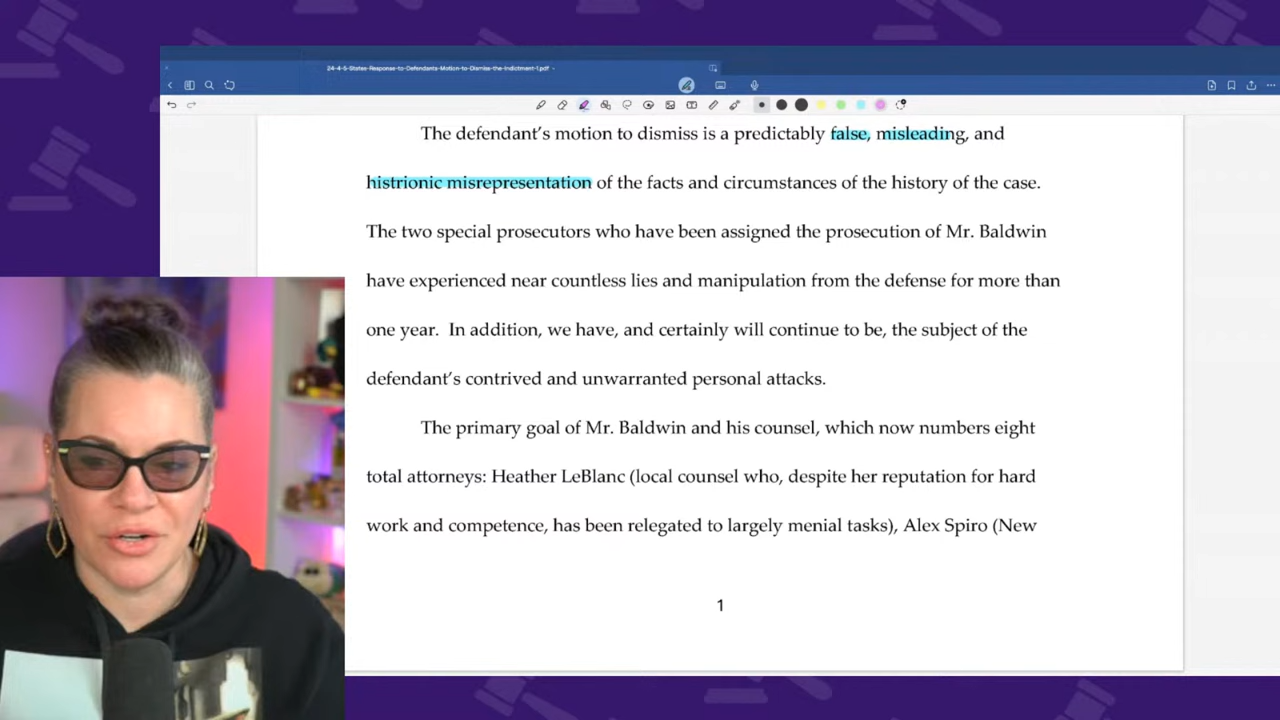 24-4-5-States-Response-to-Defendants-Motion-to-Dismiss-the-Indictment-1.pdf
The defendant's motion to dismiss is a predictably false, misleading, and
histrionic misrepresentation of the facts and circumstances of the history of the case.
The two special prosecutors who have been assigned the prosecution of Mr. Baldwin
have experienced near countless lies and manipulation from the defense for more than
one year.  In addition, we have, and certainly will continue to be, the subject of the
defendant's contrived and unwarranted personal attacks.
The primary goal of Mr. Baldwin and his counsel, which now numbers eight
total attorneys: Heather LeBlanc (local counsel who, despite her reputation for hard
work and competence, has been relegated to largely menial tasks), Alex Spiro (New
1